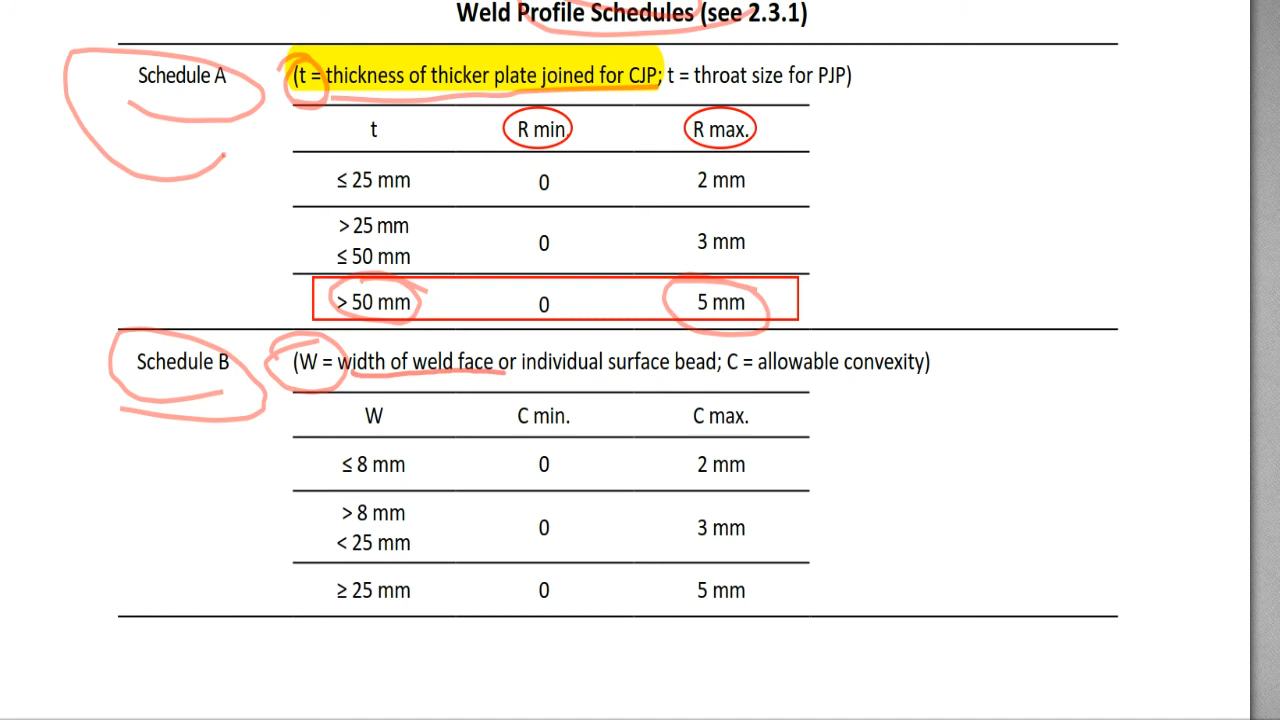 Weld Profile Schedules (see 2.3.1)
Schedule A (t = thickness of thicker plate joined for CJP; t = throat size for PJP)
t R min. R max.
≤ 25 mm 0 2 mm
> 25 mm
≤ 50 mm 0 3 mm
> 50 mm 0 5 mm
Schedule B (W = width of weld face or individual surface bead; C = allowable convexity)
W C min. C max.
≤ 8 mm 0 2 mm
> 8 mm
< 25 mm 0 3 mm
≥ 25 mm 0 5 mm